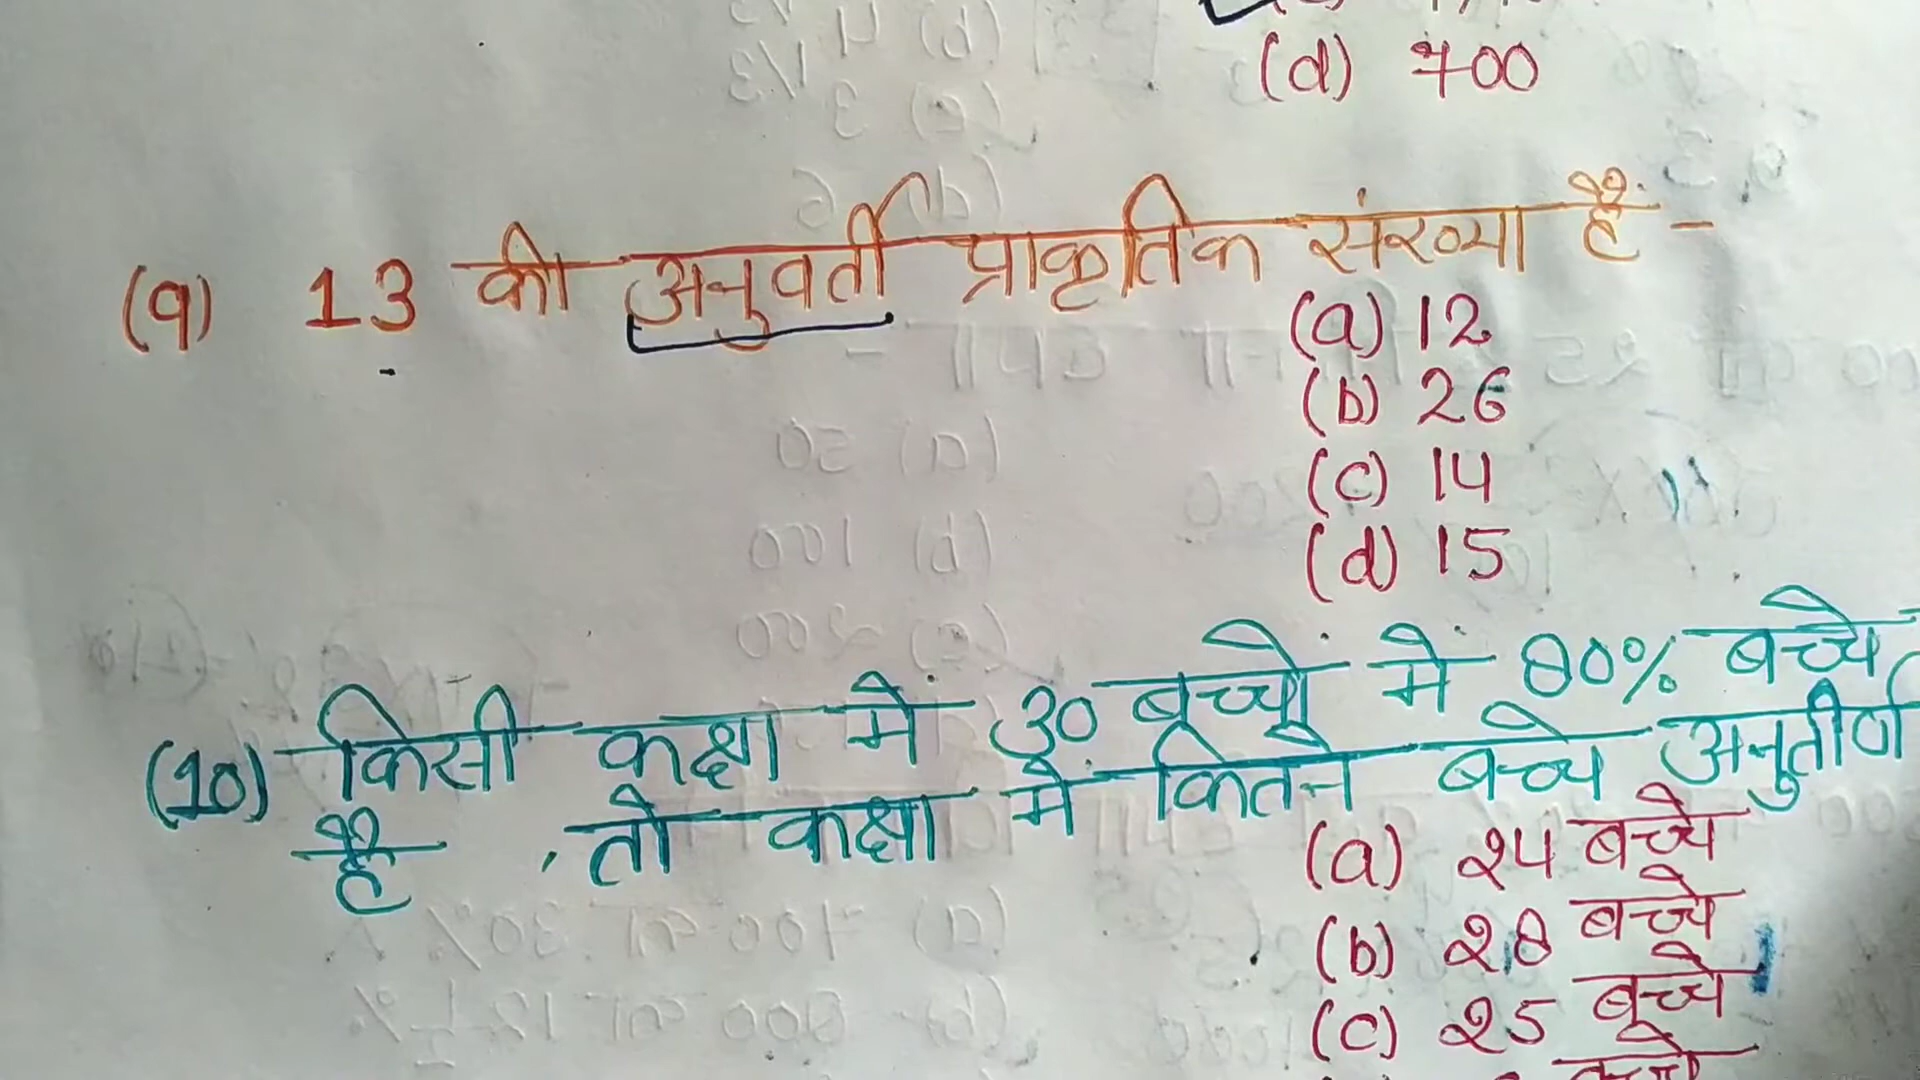 (d) 700
(9) 13 की अनुवर्ती प्राकृतिक संख्या है -
(a) 12
(b) 26
(c) 14
(d) 15
(10) किसी कक्षा में 30 बच्चों में 80% बच्चे
अनुतीर्ण
है , तो कक्षा में कितने बच्चे
(a) 24 बच्चे
(b) 28 बच्चे
(c) 25 बच्चे